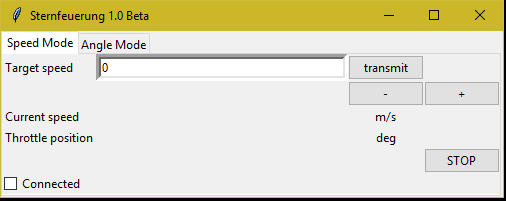 Sternfeuerung 1.0 Beta
Speed Mode Angle Mode
Target speed 0 transmit
- +
Current speed m/s
Throttle position deg
STOP
Connected